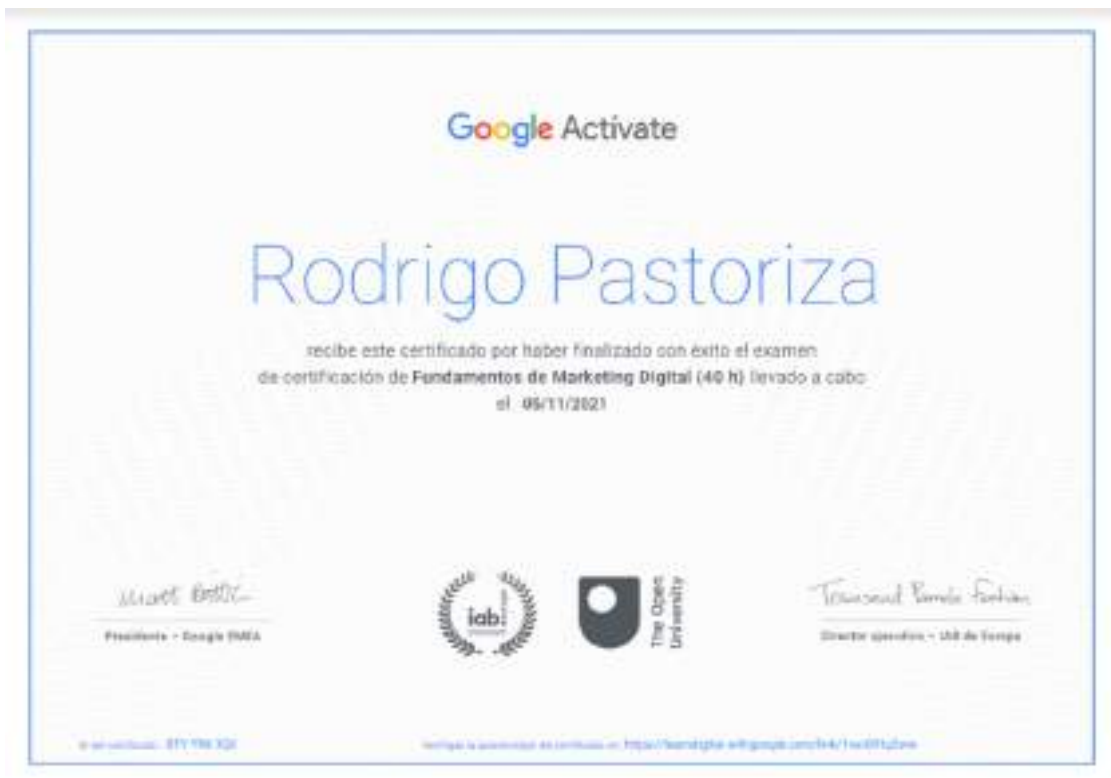 Google Actívate
Rodrigo Pastoriza
recibe este certificado por haber finalizado con éxito el examen
de certificación de Fundamentos de Marketing Digital (40 h) llevado a cabo
el 05/11/2021
iab
The Open
University
Presidente – Google EMEA
Director ejecutivo – IAB de Europa